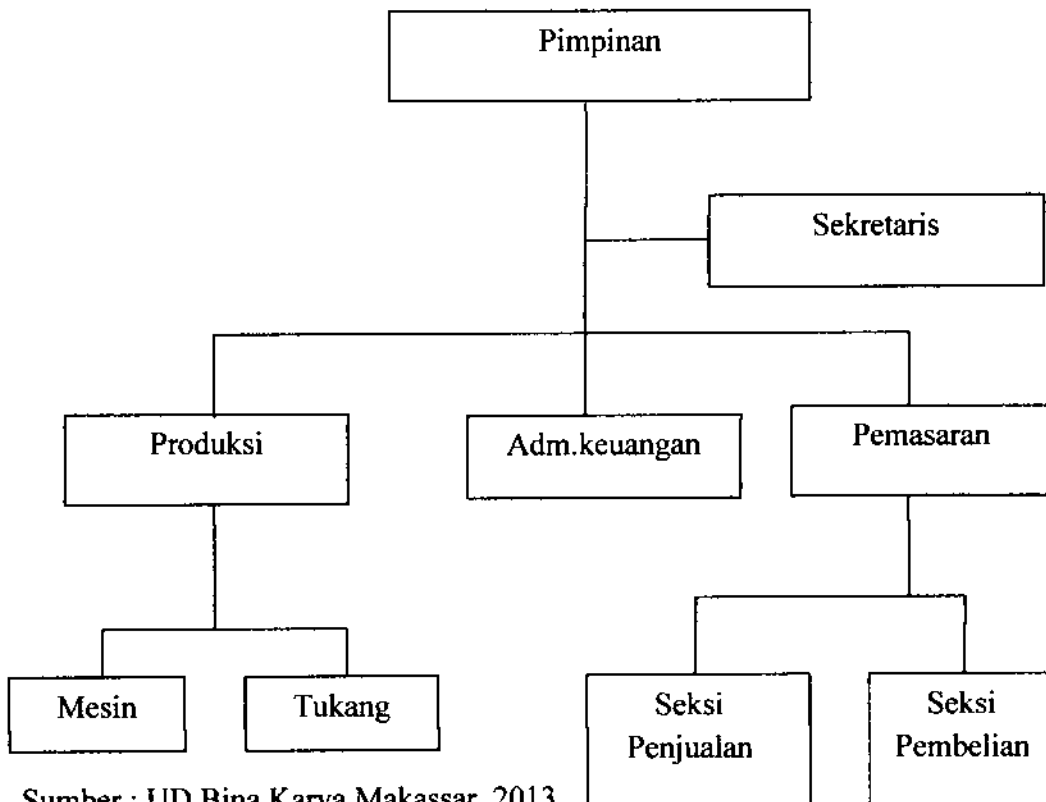 Pimpinan
Sekretaris
Produksi
Adm.keuangan
Pemasaran
Mesin
Tukang
Seksi
Penjualan
Seksi
Pembelian
Sumber : UD Bina Karya Makassar, 2013